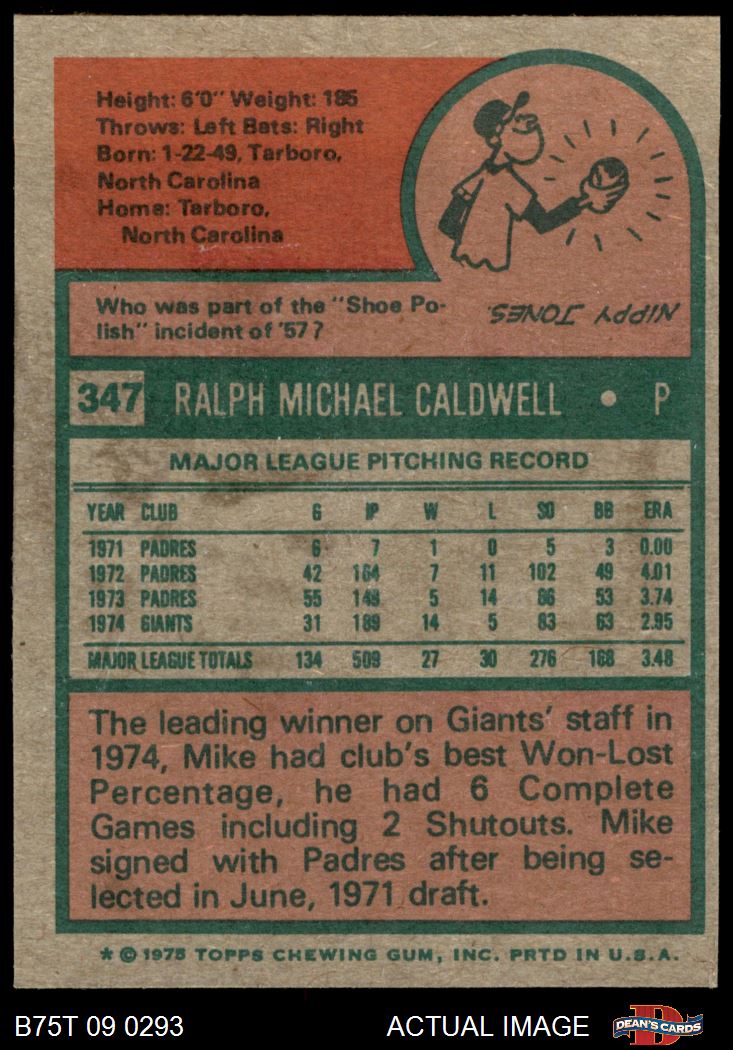 Height: 6'0" Weight: 185
Throws: Left Bats: Right
Born: 1-22-49, Tarboro,
North Carolina
Home: Tarboro,
North Carolina
Who was part of the "Shoe Po-
lish" incident of '57?
NIPPY JONES.
347 RALPH MICHAEL CALDWELL • P
MAJOR LEAGUE PITCHING RECORD
YEAR CLUB G IP W L SO BB ERA
1971 PADRES 6 7 1 0 5 3 0.00
1972 PADRES 42 164 7 11 102 49 4.01
1973 PADRES 55 149 5 14 86 53 3.74
1974 GIANTS 31 189 14 5 83 63 2.95
MAJOR LEAGUE TOTALS 134 509 27 30 276 168 3.48
The leading winner on Giants' staff in
1974, Mike had club's best Won-Lost
Percentage, he had 6 Complete
Games including 2 Shutouts. Mike
signed with Padres after being se-
lected in June, 1971 draft.
* © 1975 TOPPS CHEWING GUM, INC. PRTD IN U.S.A.
B75T 09 0293 ACTUAL IMAGE DEAN'S CARDS